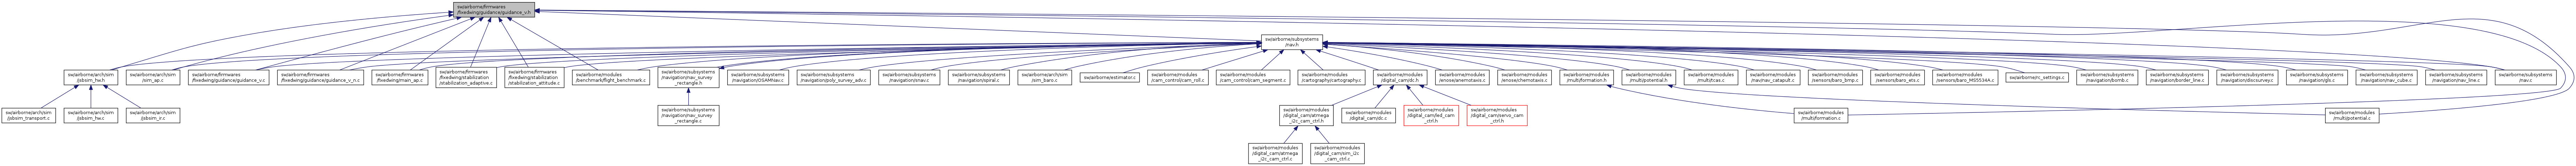 sw/airborne/firmwares
/fixedwing/guidance/guidance_v.h
sw/airborne/subsystems
/nav.h
sw/airborne/arch/sim
/jsbsim_hw.h
sw/airborne/arch/sim
/sim_ap.c
sw/airborne/firmwares
/fixedwing/guidance/guidance_v.c
sw/airborne/firmwares
/fixedwing/guidance/guidance_v_n.c
sw/airborne/firmwares
/fixedwing/main_ap.c
sw/airborne/firmwares
/fixedwing/stabilization
/stabilization_adaptive.c
sw/airborne/firmwares
/fixedwing/stabilization
/stabilization_attitude.c
sw/airborne/modules
/benchmark/flight_benchmark.c
sw/airborne/subsystems
/navigation/nav_survey
_rectangle.h
sw/airborne/subsystems
/navigation/OSAMNav.c
sw/airborne/subsystems
/navigation/poly_survey_adv.c
sw/airborne/subsystems
/navigation/snav.c
sw/airborne/subsystems
/navigation/spiral.c
sw/airborne/arch/sim
/sim_baro.c
sw/airborne/estimator.c
sw/airborne/modules
/cam_control/cam_roll.c
sw/airborne/modules
/cam_control/cam_segment.c
sw/airborne/modules
/cartography/cartography.c
sw/airborne/modules
/digital_cam/dc.h
sw/airborne/modules
/enose/anemotaxis.c
sw/airborne/modules
/enose/chemotaxis.c
sw/airborne/modules
/multi/formation.h
sw/airborne/modules
/multi/potential.h
sw/airborne/modules
/multi/tcas.c
sw/airborne/modules
/nav/nav_catapult.c
sw/airborne/modules
/sensors/baro_bmp.c
sw/airborne/modules
/sensors/baro_ets.c
sw/airborne/modules
/sensors/baro_MS5534A.c
sw/airborne/rc_settings.c
sw/airborne/subsystems
/navigation/bomb.c
sw/airborne/subsystems
/navigation/border_line.c
sw/airborne/subsystems
/navigation/discsurvey.c
sw/airborne/subsystems
/navigation/gls.c
sw/airborne/subsystems
/navigation/nav_cube.c
sw/airborne/subsystems
/navigation/nav_line.c
sw/airborne/subsystems
/nav.c
sw/airborne/arch/sim
/jsbsim_transport.c
sw/airborne/arch/sim
/jsbsim_hw.c
sw/airborne/arch/sim
/jsbsim_ir.c
sw/airborne/subsystems
/navigation/nav_survey
_rectangle.c
sw/airborne/modules
/digital_cam/atmega
_i2c_cam_ctrl.h
sw/airborne/modules
/digital_cam/dc.c
sw/airborne/modules
/digital_cam/led_cam
_ctrl.h
sw/airborne/modules
/digital_cam/servo_cam
_ctrl.h
sw/airborne/modules
/multi/formation.c
sw/airborne/modules
/multi/potential.c
sw/airborne/modules
/digital_cam/atmega
_i2c_cam_ctrl.c
sw/airborne/modules
/digital_cam/sim_i2c
_cam_ctrl.c